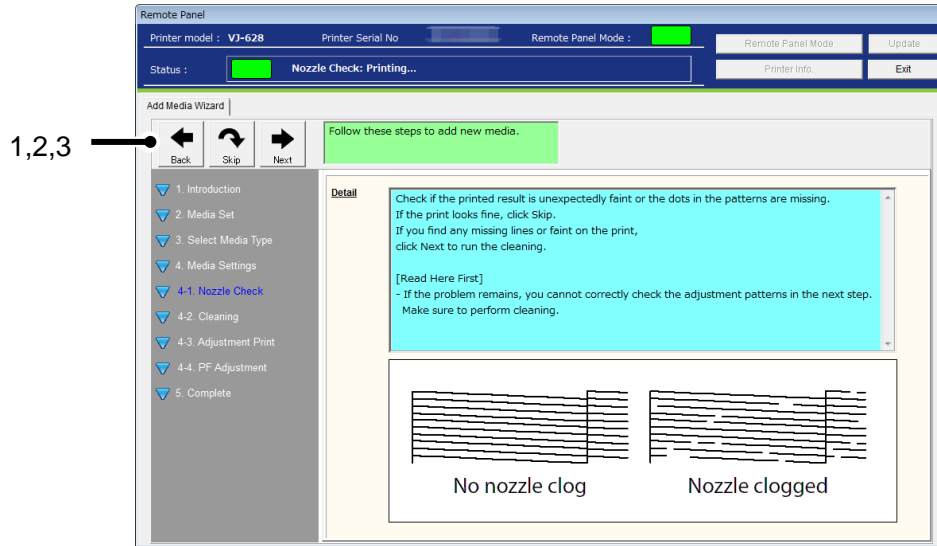 Remote Panel
Printer model : VJ-628 Printer Serial No Remote Panel Mode :
Remote Panel Mode Update
Status : Nozzle Check: Printing... Printer Info. Exit
Add Media Wizard
1,2,3
Back Skip Next
Follow these steps to add new media.
1. Introduction
2. Media Set
3. Select Media Type
4. Media Settings
4-1. Nozzle Check
4-2. Cleaning
4-3. Adjustment Print
4-4. PF Adjustment
5. Complete
Detail
Check if the printed result is unexpectedly faint or the dots in the patterns are missing.
If the print looks fine, click Skip.
If you find any missing lines or faint on the print,
click Next to run the cleaning.
[Read Here First]
- If the problem remains, you cannot correctly check the adjustment patterns in the next step.
Make sure to perform cleaning.
No nozzle clog Nozzle clogged